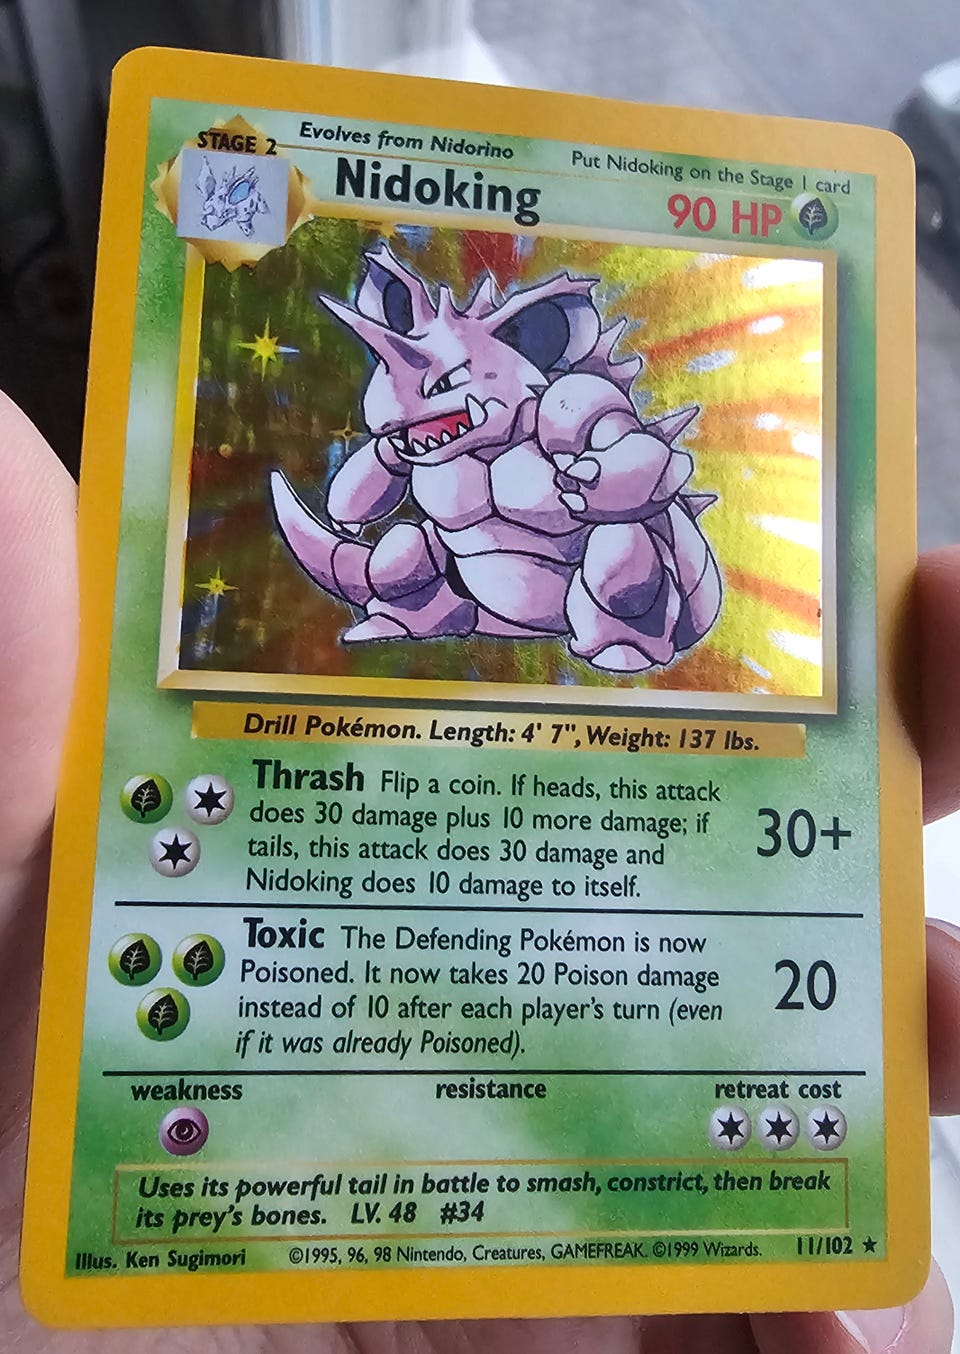 STAGE 2
Evolves from Nidorino
Put Nidoking on the Stage 1 card
Nidoking
90 HP
Drill Pokémon. Length: 4' 7", Weight: 137 lbs.
Thrash Flip a coin. If heads, this attack
does 30 damage plus 10 more damage; if
tails, this attack does 30 damage and
Nidoking does 10 damage to itself.
30+
Toxic The Defending Pokémon is now
Poisoned. It now takes 20 Poison damage
instead of 10 after each player's turn (even
if it was already Poisoned).
20
weakness
resistance
retreat cost
Uses its powerful tail in battle to smash, constrict, then break
its prey's bones. LV. 48 #34
Illus. Ken Sugimori
©1995, 96, 98 Nintendo, Creatures, GAMEFREAK. ©1999 Wizards.
11/102 ★